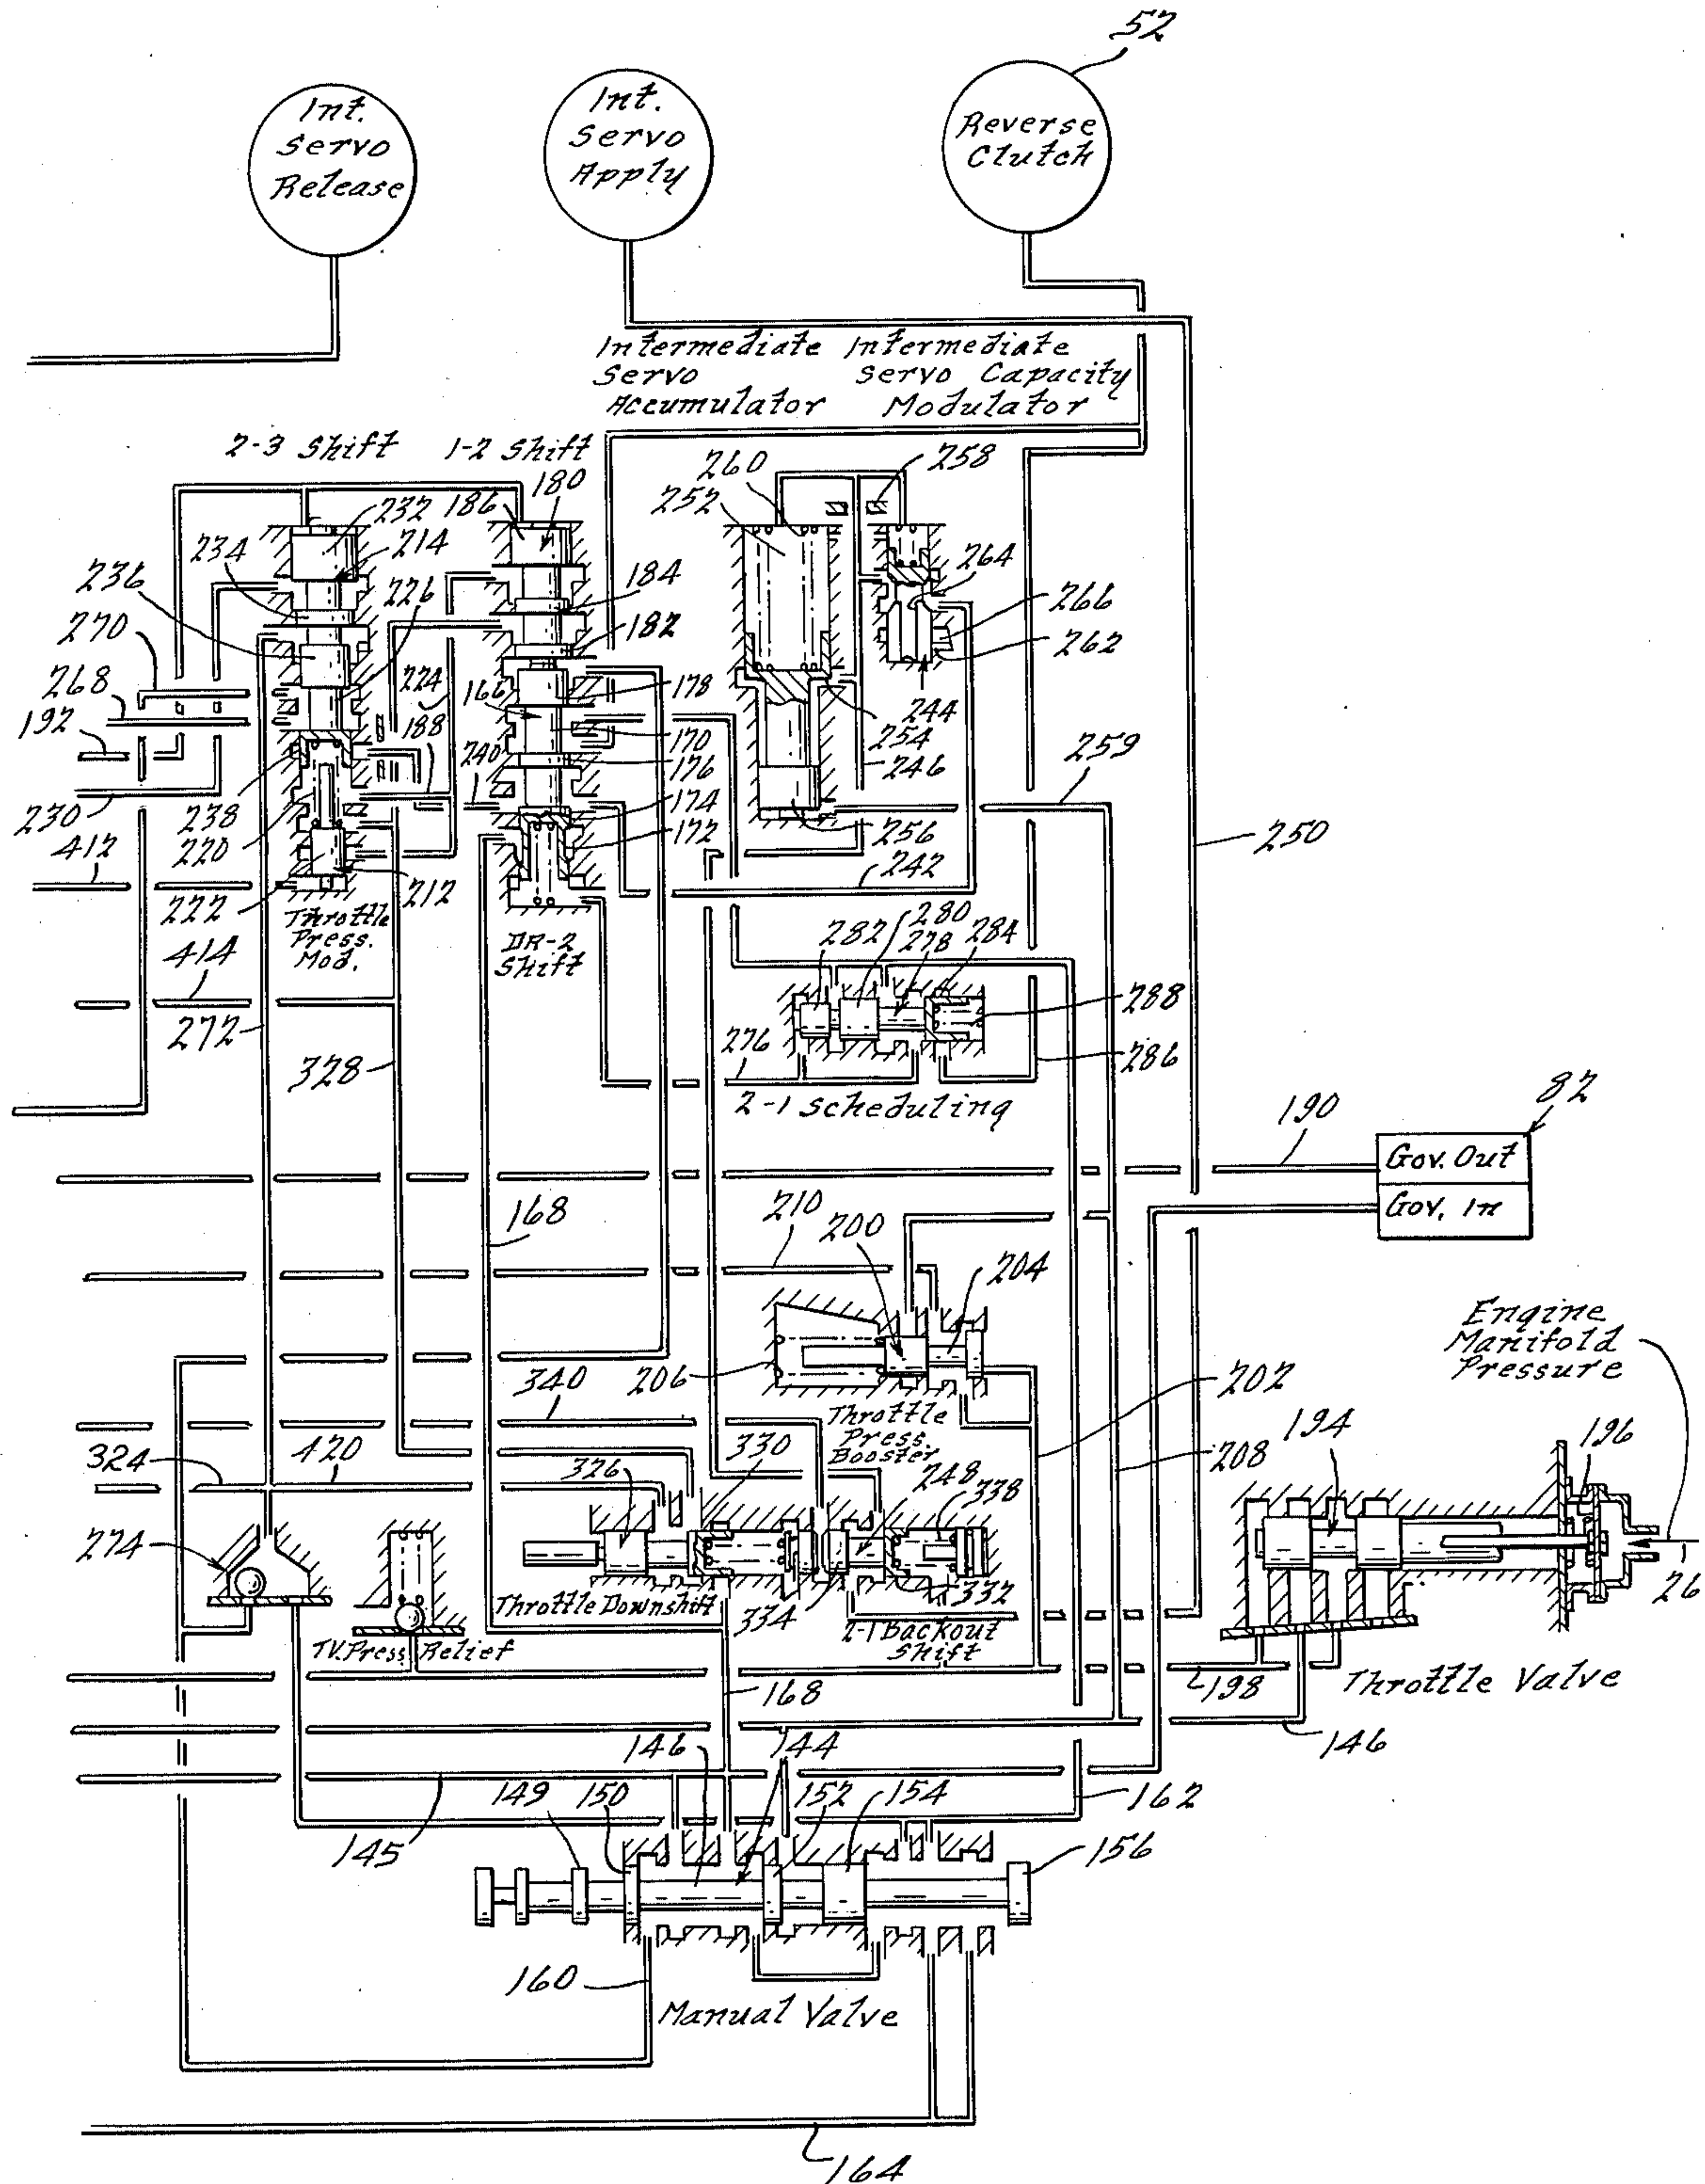 52
Int.
Servo
Release
Int.
Servo
Apply
Reverse
Clutch
Intermediate
Servo
Accumulator
Intermediate
Servo Capacity
Modulator
2-3 Shift
1-2 Shift
260
258
252
186
180
232
214
234
236
226
184
264
266
182
262
270
268
192
224
166
178
188
170
244
254
240
176
246
259
230
238
174
220
172
256
250
412
222
212
242
Throttle
Press.
Mod.
DR-2
Shift
282
280
278
284
414
272
288
328
276
286
2-1 Scheduling
82
190
Gov. Out
Gov. In
168
210
200
204
Engine
Manifold
Pressure
340
206
202
Throttle
Press.
Booster
194
196
324
420
330
208
326
248
338
274
26
Throttle Downshift
334
332
2-1 Backout
Shift
T.V. Press. Relief
198
Throttle Valve
168
146
144
146
149
150
152
154
162
145
156
160
Manual Valve
164